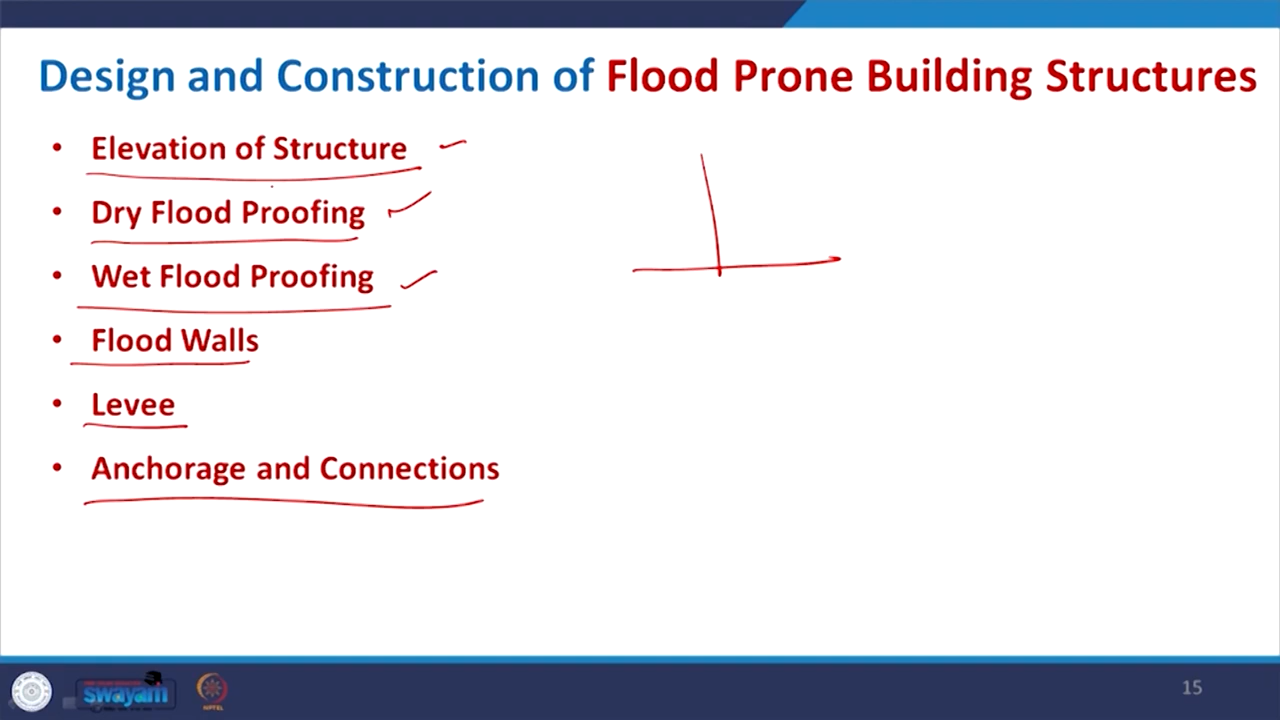 Design and Construction of Flood Prone Building Structures
• Elevation of Structure
• Dry Flood Proofing
• Wet Flood Proofing
• Flood Walls
• Levee
• Anchorage and Connections
swayam
NPTEL
15